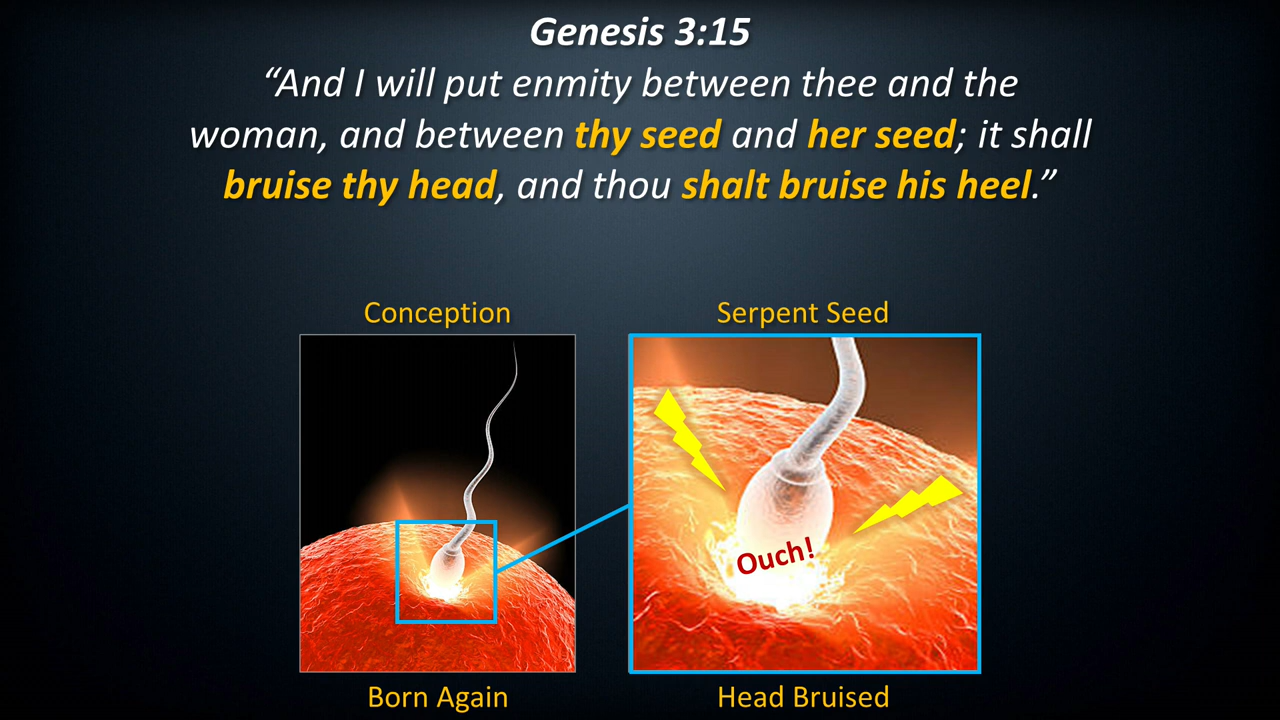 Genesis 3:15
“And I will put enmity between thee and the
woman, and between thy seed and her seed; it shall
bruise thy head, and thou shalt bruise his heel.”
Conception
Serpent Seed
Ouch!
Born Again
Head Bruised